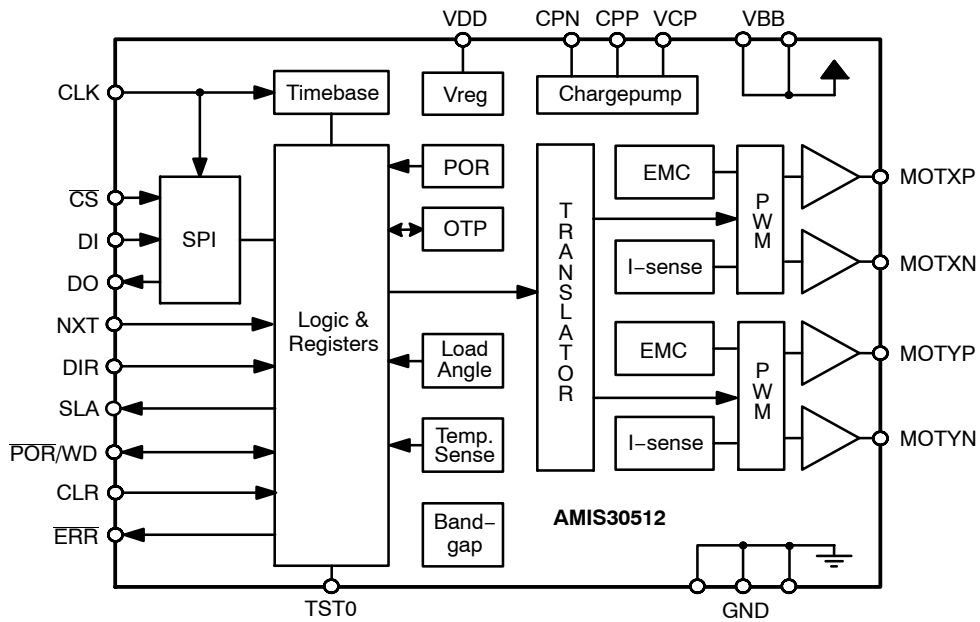 VDD
CPN
CPP
VCP
VBB
CLK
Timebase
Vreg
Chargepump
CS
DI
DO
SPI
POR
OTP
TRANSLATOR
EMC
PWM
I–sense
MOTXP
MOTXN
NXT
DIR
SLA
POR/WD
CLR
ERR
Logic &
Registers
Load
Angle
Temp.
Sense
Band–
gap
EMC
PWM
I–sense
MOTYP
MOTYN
AMIS30512
TST0
GND